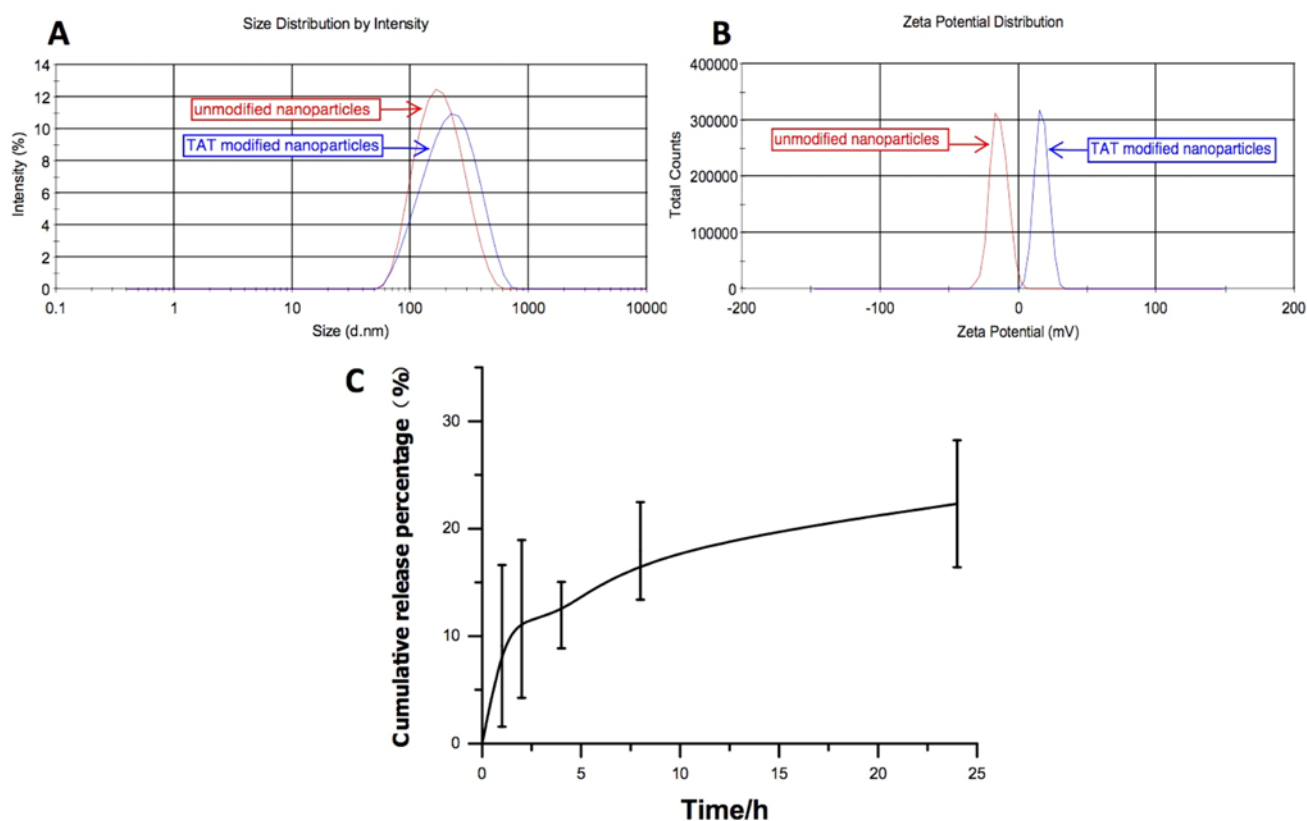 A
Size Distribution by Intensity
14
12
10
8
6
4
2
0
Intensity (%)
unmodified nanoparticles
TAT modified nanoparticles
0.1 1 10 100 1000 10000
Size (d.nm)
B
Zeta Potential Distribution
400000
300000
200000
100000
0
Total Counts
unmodified nanoparticles
TAT modified nanoparticles
-200 -100 0 100 200
Zeta Potential (mV)
C
Cumulative release percentage（%）
30
20
10
0
0 5 10 15 20 25
Time/h